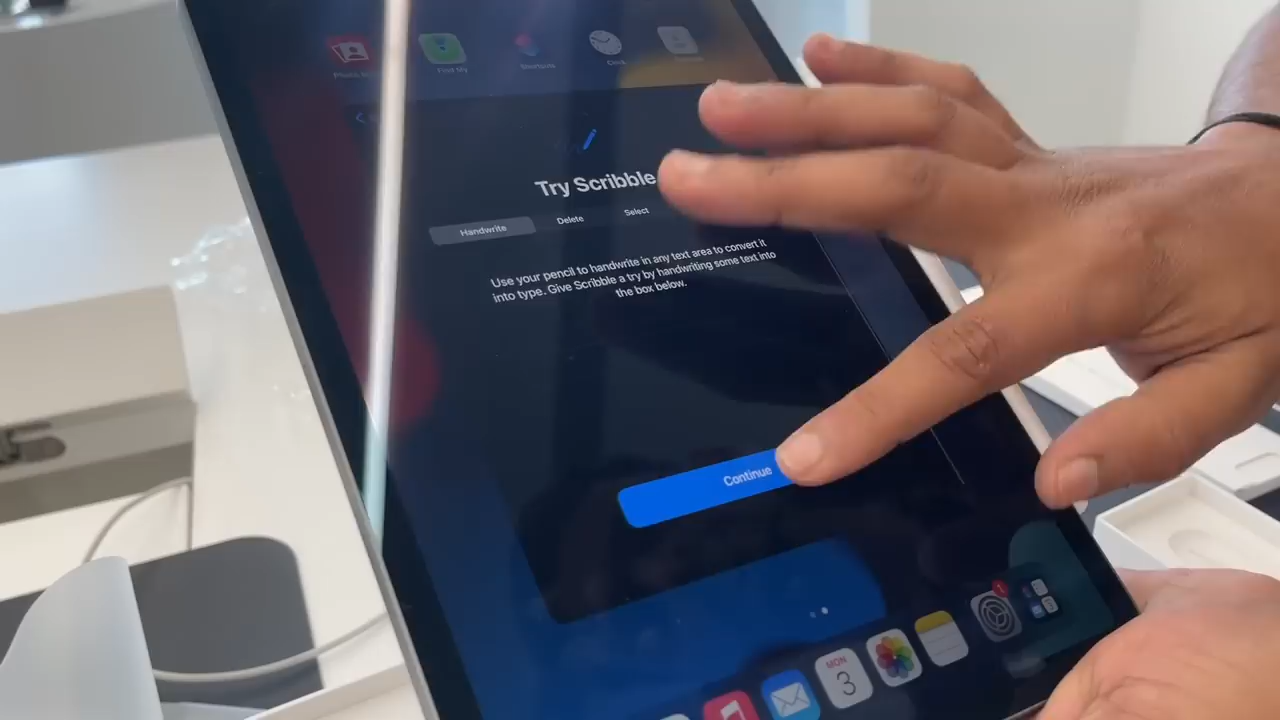 Find My
Shortcuts
Clock
Try Scribble
Handwrite
Delete
Select
Use your pencil to handwrite in any text area to convert it
into type. Give Scribble a try by handwriting some text into
the box below.
Continue
MON
3